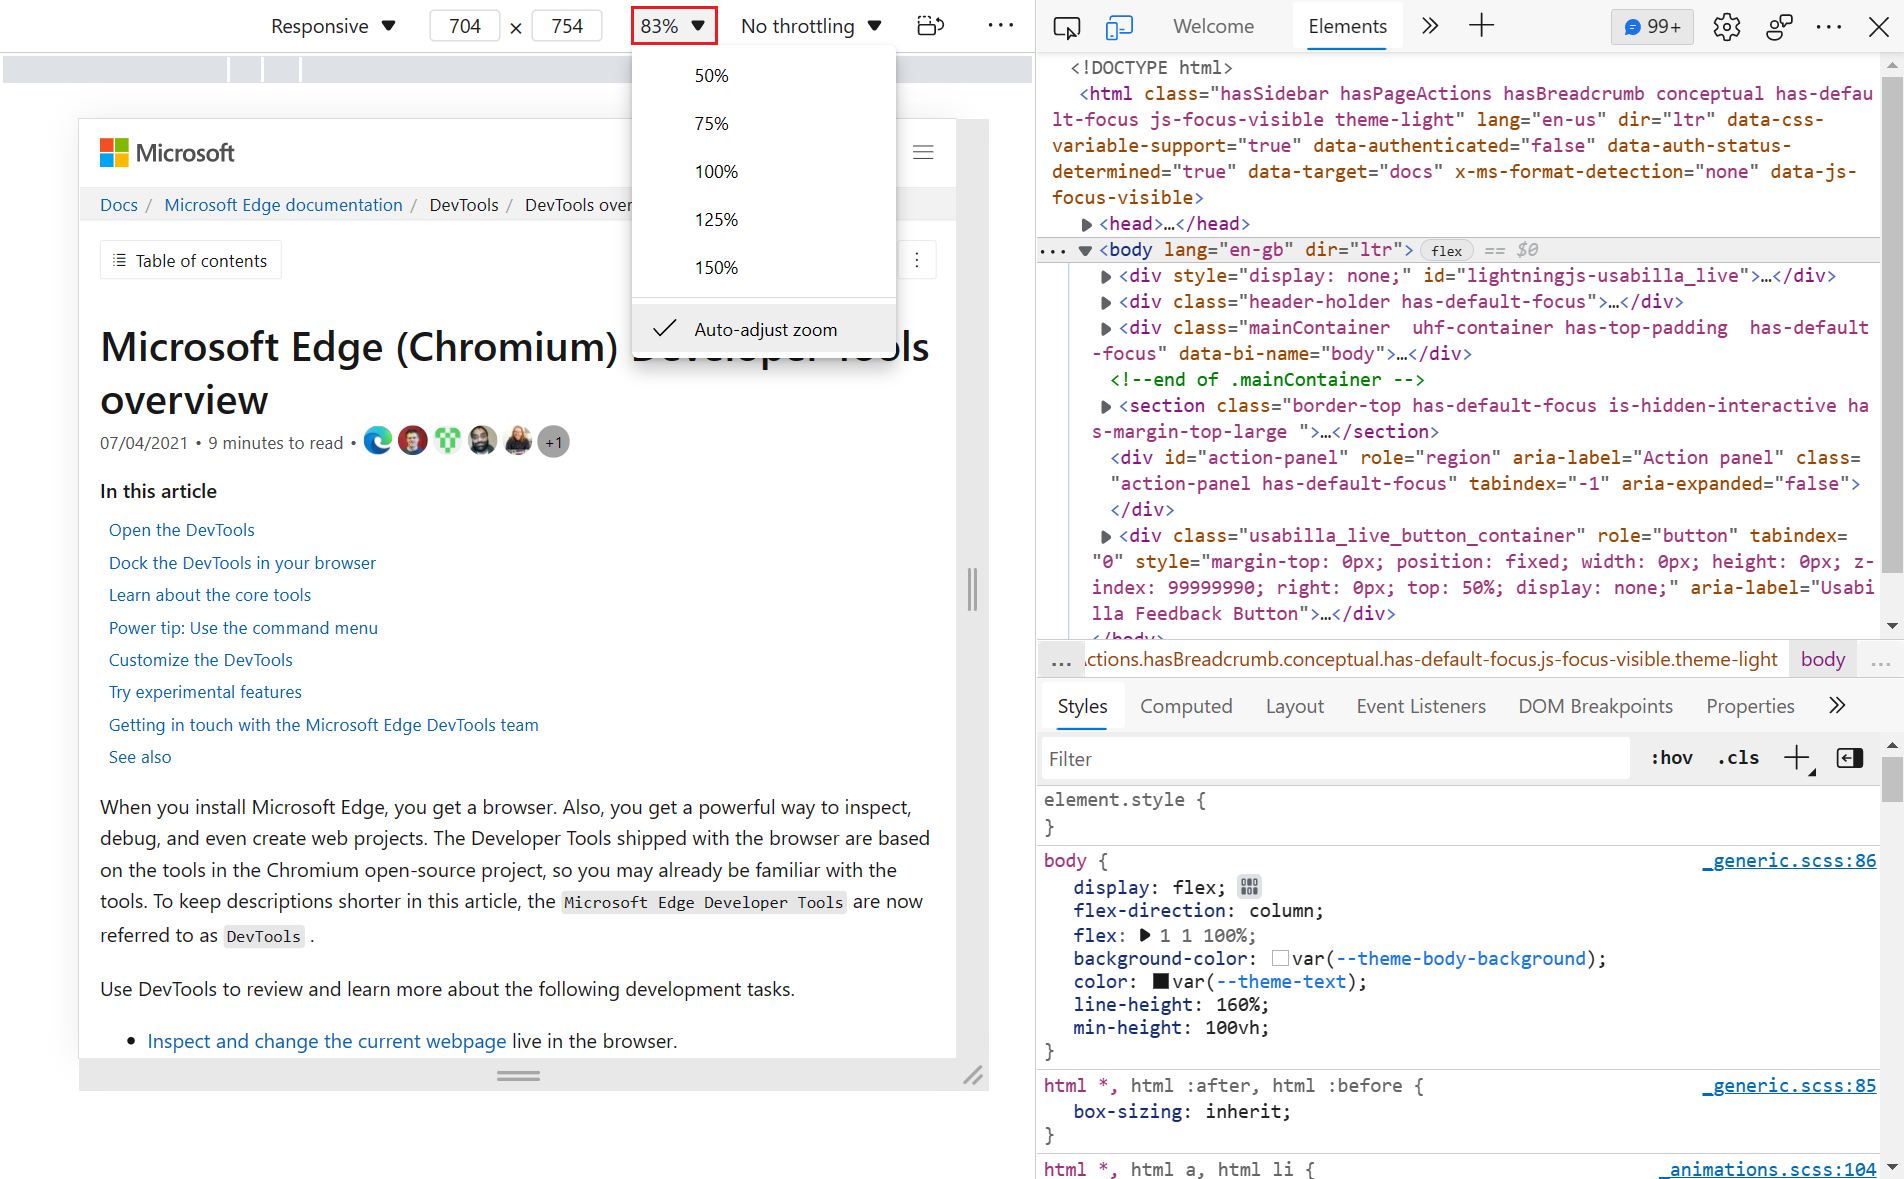 Responsive 704 × 754 83% No throttling
50%
75%
100%
125%
150%
Auto-adjust zoom
Microsoft
Docs / Microsoft Edge documentation / DevTools / DevTools over
Table of contents
Microsoft Edge (Chromium) Developer Tools
overview
07/04/2021 • 9 minutes to read • +1
In this article
Open the DevTools
Dock the DevTools in your browser
Learn about the core tools
Power tip: Use the command menu
Customize the DevTools
Try experimental features
Getting in touch with the Microsoft Edge DevTools team
See also
When you install Microsoft Edge, you get a browser. Also, you get a powerful way to inspect,
debug, and even create web projects. The Developer Tools shipped with the browser are based
on the tools in the Chromium open-source project, so you may already be familiar with the
tools. To keep descriptions shorter in this article, the Microsoft Edge Developer Tools are now
referred to as DevTools .
Use DevTools to review and learn more about the following development tasks.
• Inspect and change the current webpage live in the browser.
Welcome Elements 99+
<!DOCTYPE html>
<html class="hasSidebar hasPageActions hasBreadcrumb conceptual has-defau
lt-focus js-focus-visible theme-light" lang="en-us" dir="ltr" data-css-
variable-support="true" data-authenticated="false" data-auth-status-
determined="true" data-target="docs" x-ms-format-detection="none" data-js-
focus-visible>
<head>…</head>
<body lang="en-gb" dir="ltr"> flex == $0
<div style="display: none;" id="lightningjs-usabilla_live">…</div>
<div class="header-holder has-default-focus">…</div>
<div class="mainContainer  uhf-container has-top-padding  has-default
-focus" data-bi-name="body">…</div>
<!--end of .mainContainer -->
<section class="border-top has-default-focus is-hidden-interactive ha
s-margin-top-large ">…</section>
<div id="action-panel" role="region" aria-label="Action panel" class=
"action-panel has-default-focus" tabindex="-1" aria-expanded="false">
</div>
<div class="usabilla_live_button_container" role="button" tabindex=
"0" style="margin-top: 0px; position: fixed; width: 0px; height: 0px; z-
index: 99999990; right: 0px; top: 50%; display: none;" aria-label="Usabi
lla Feedback Button">…</div>
</body>
... ctions.hasBreadcrumb.conceptual.has-default-focus.js-focus-visible.theme-light body ...
Styles Computed Layout Event Listeners DOM Breakpoints Properties
Filter :hov .cls
element.style {
}
body { _generic.scss:86
display: flex;
flex-direction: column;
flex: 1 1 100%;
background-color: var(--theme-body-background);
color: var(--theme-text);
line-height: 160%;
min-height: 100vh;
}
html *, html :after, html :before { _generic.scss:85
box-sizing: inherit;
}
html *, html a, html li { _animations.scss:104